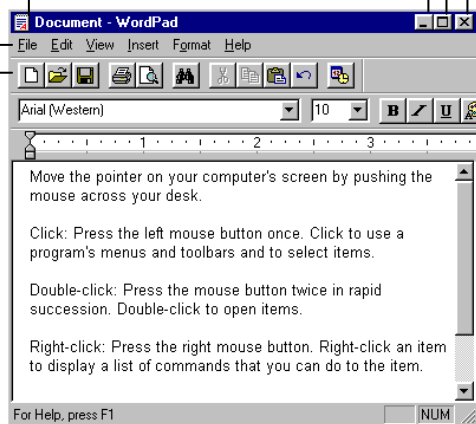 Document - WordPad
File Edit View Insert Format Help
Arial (Western) 10 B I U
1 2 3
Move the pointer on your computer's screen by pushing the
mouse across your desk.
Click: Press the left mouse button once. Click to use a
program's menus and toolbars and to select items.
Double-click: Press the mouse button twice in rapid
succession. Double-click to open items.
Right-click: Press the right mouse button. Right-click an item
to display a list of commands that you can do to the item.
For Help, press F1 NUM